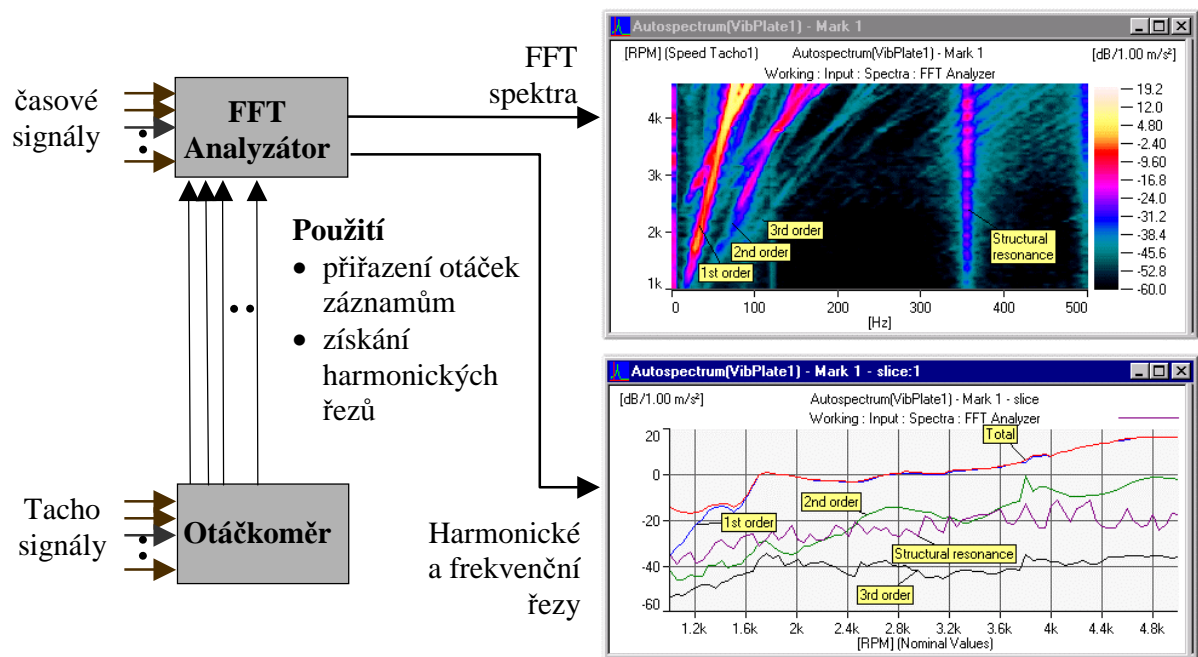 časové
signály
FFT
Analyzátor
FFT
spektra
Použití
• přiřazení otáček
záznamům
• získání
harmonických
řezů
Tacho
signály
Otáčkoměr
Harmonické
a frekvenční
řezy
Autospectrum(VibPlate1) - Mark 1
[RPM] (Speed Tacho1) Autospectrum(VibPlate1) - Mark 1 [dB/1.00 m/s²]
Working : Input : Spectra : FFT Analyzer
4k
3k
2k
1k
0 100 200 300 400 500
[Hz]
1st order
2nd order
3rd order
Structural
resonance
19.2
12.0
4.80
-2.40
-9.60
-16.8
-24.0
-31.2
-38.4
-45.6
-52.8
-60.0
Autospectrum(VibPlate1) - Mark 1 - slice:1
[dB/1.00 m/s²] Autospectrum(VibPlate1) - Mark 1 - slice
Working : Input : Spectra : FFT Analyzer
20
0
-20
-40
-60
Total
2nd order
1st order
Structural resonance
3rd order
1.2k 1.6k 2k 2.4k 2.8k 3.2k 3.6k 4k 4.4k 4.8k
[RPM] (Nominal Values)